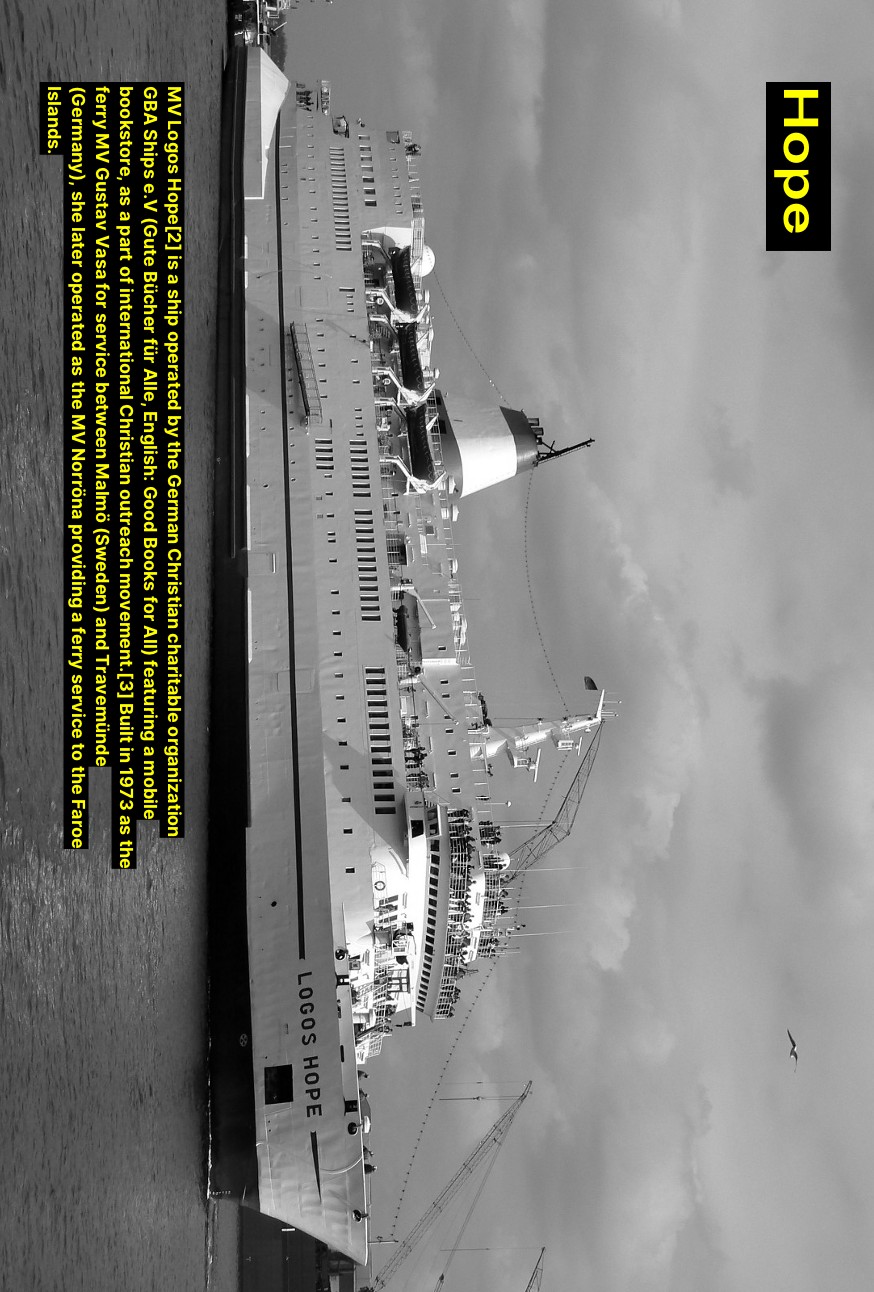 Hope
LOGOS HOPE
MV Logos Hope[2] is a ship operated by the German Christian charitable organization
GBA Ships e.V (Gute Bücher für Alle, English: Good Books for All) featuring a mobile
bookstore, as a part of international Christian outreach movement.[3] Built in 1973 as the
ferry MV Gustav Vasa for service between Malmö (Sweden) and Travemünde
(Germany), she later operated as the MV Norröna providing a ferry service to the Faroe
Islands.